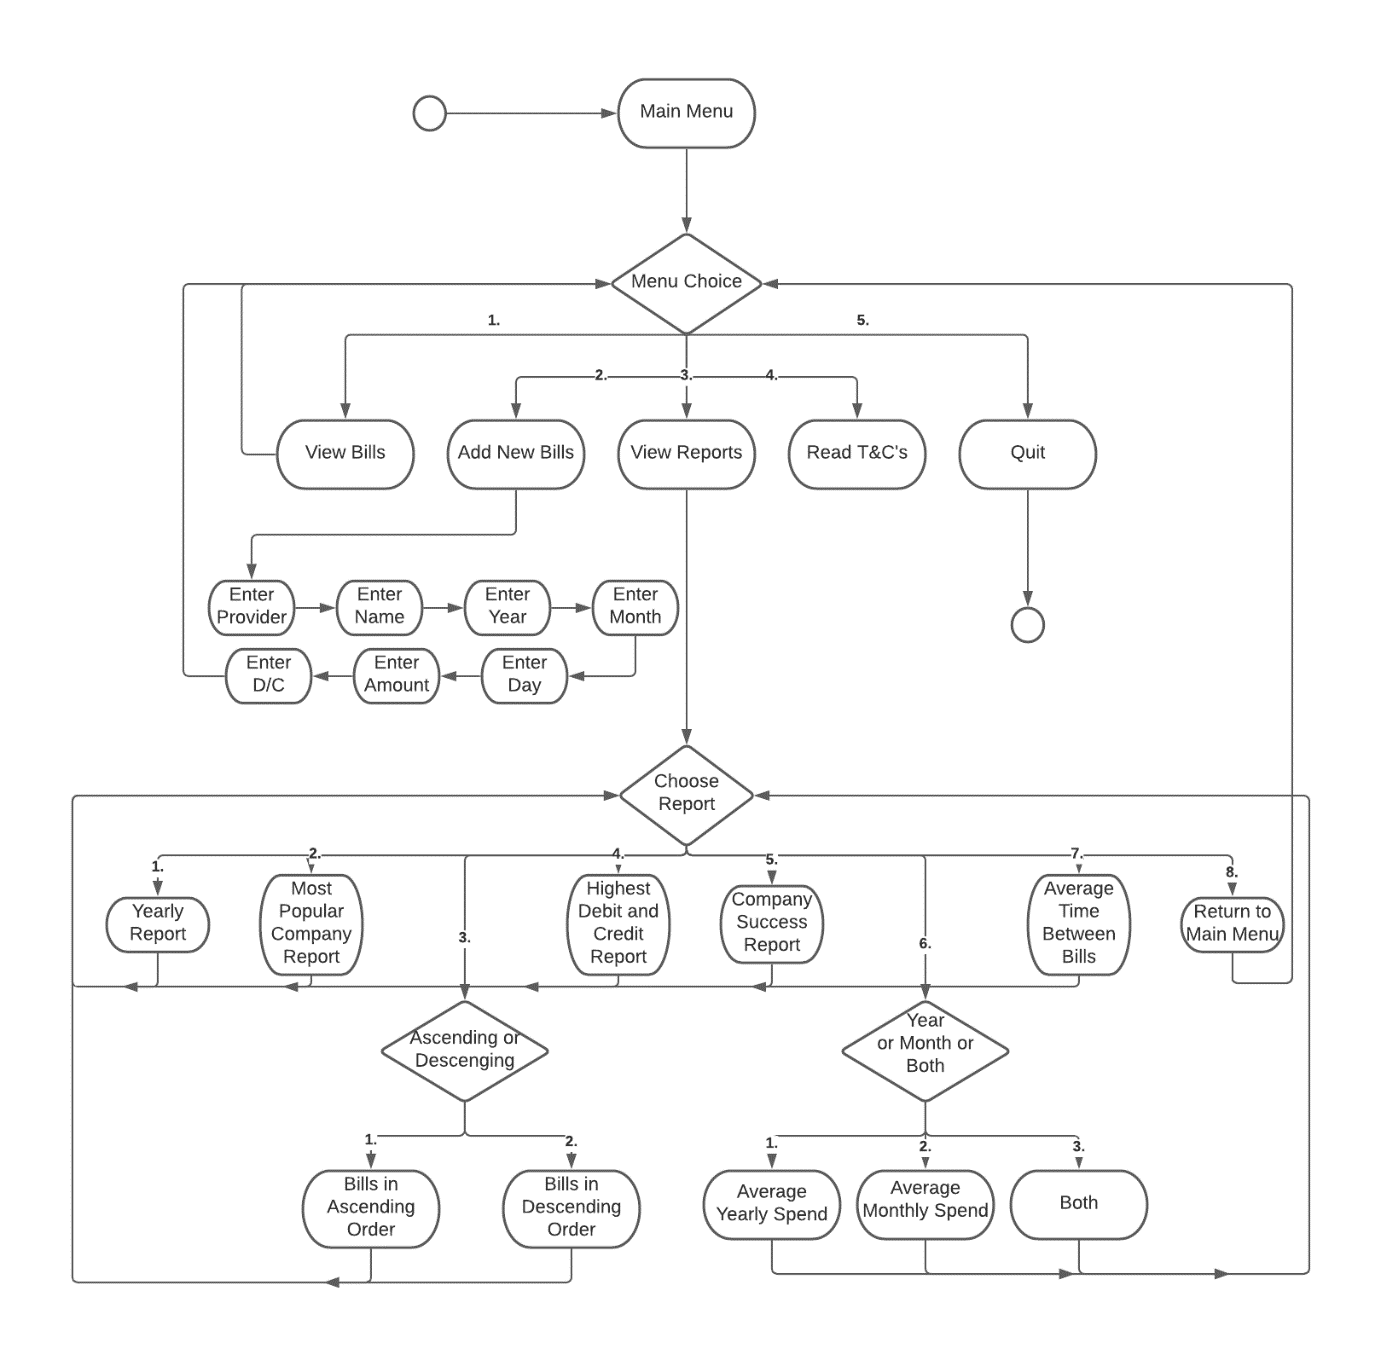 Main Menu
Menu Choice
1.
5.
2.
3.
4.
View Bills
Add New Bills
View Reports
Read T&C's
Quit
Enter
Provider
Enter
Name
Enter
Year
Enter
Month
Enter
D/C
Enter
Amount
Enter
Day
Choose
Report
1.
2.
3.
4.
5.
6.
7.
8.
Yearly
Report
Most
Popular
Company
Report
Highest
Debit and
Credit
Report
Company
Success
Report
Average
Time
Between
Bills
Return to
Main Menu
Ascending or
Descenging
Year
or Month or
Both
1.
2.
1.
2.
3.
Bills in
Ascending
Order
Bills in
Descending
Order
Average
Yearly Spend
Average
Monthly Spend
Both